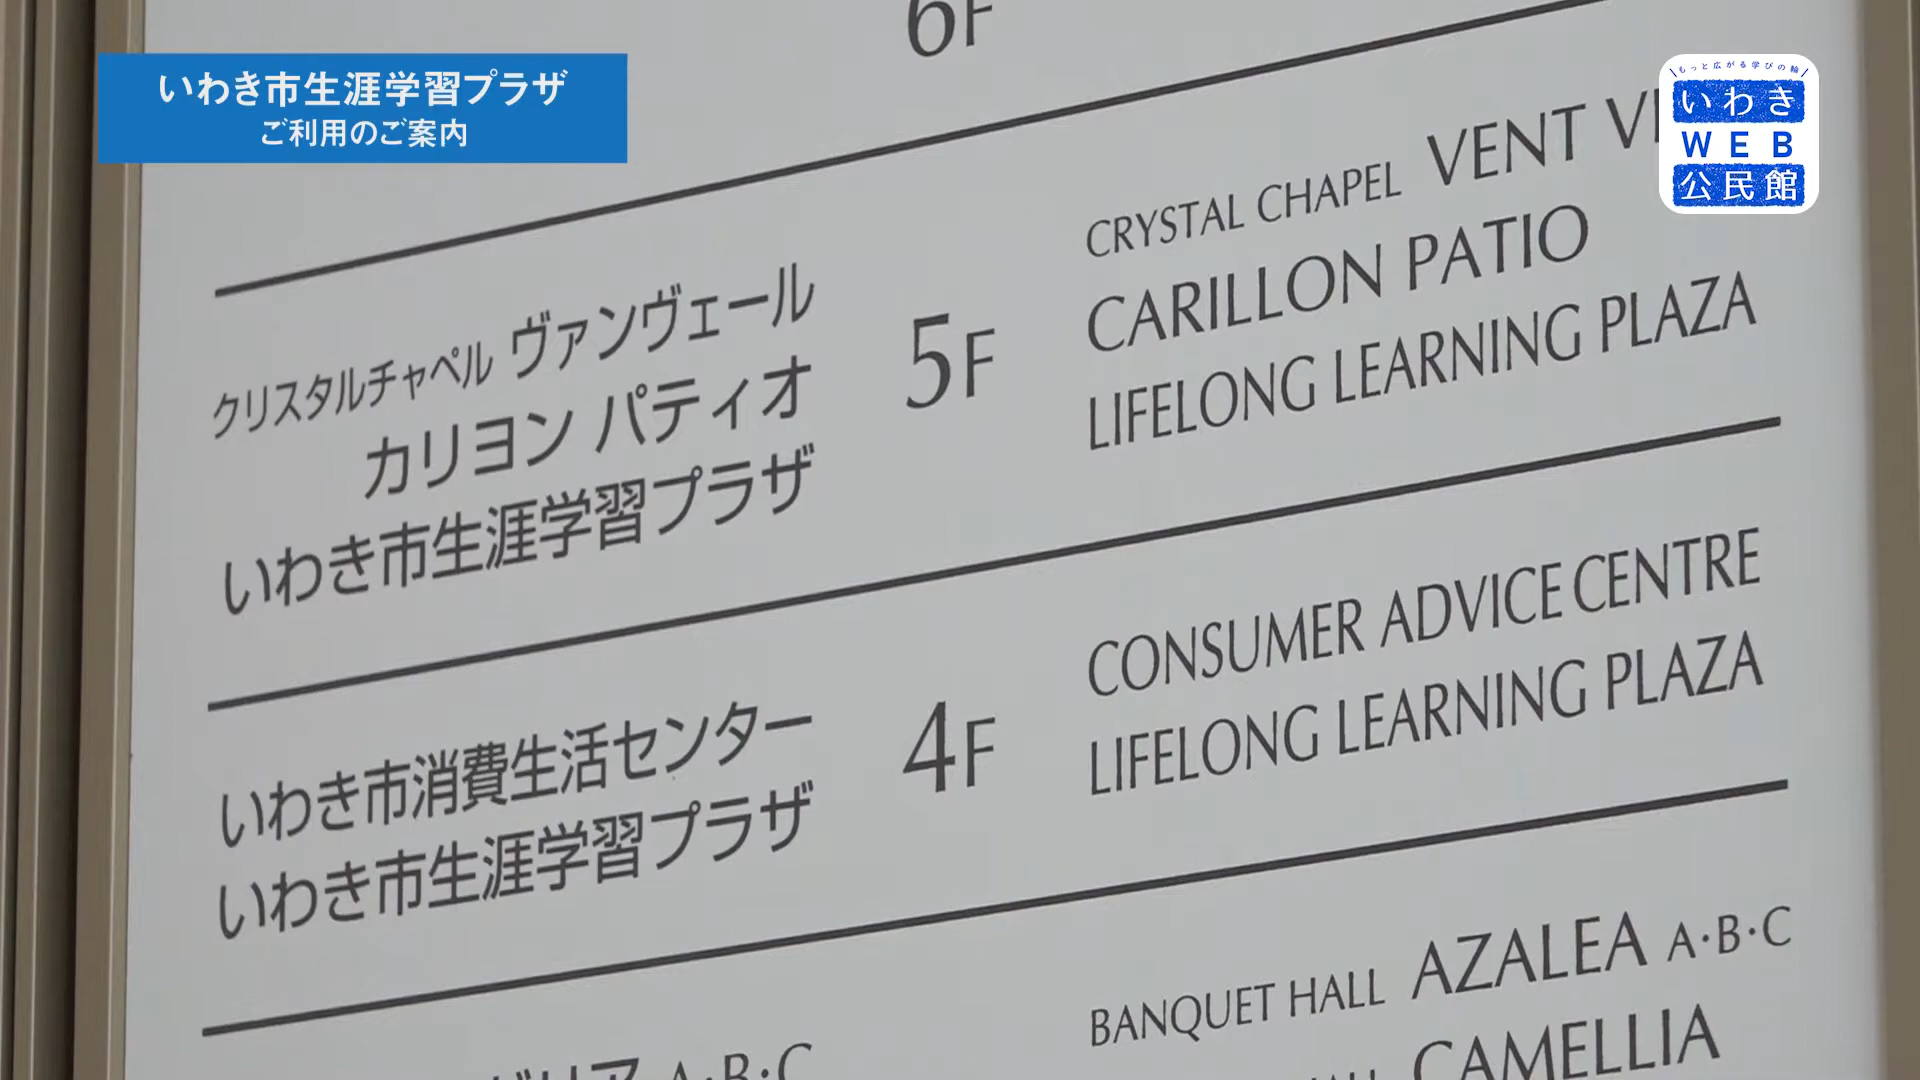 いわき市生涯学習プラザ
ご利用のご案内
\もっと広がる学びの輪/
いわき
WEB
公民館
6F
クリスタルチャペル ヴァンヴェール
カリヨン パティオ
いわき市生涯学習プラザ
5F
CRYSTAL CHAPEL VENT
CARILLON PATIO
LIFELONG LEARNING PLAZA
いわき市消費生活センター
いわき市生涯学習プラザ
4F
CONSUMER ADVICE CENTRE
LIFELONG LEARNING PLAZA
A・B・C
BANQUET HALL AZALEA A・B・C
CAMELLIA